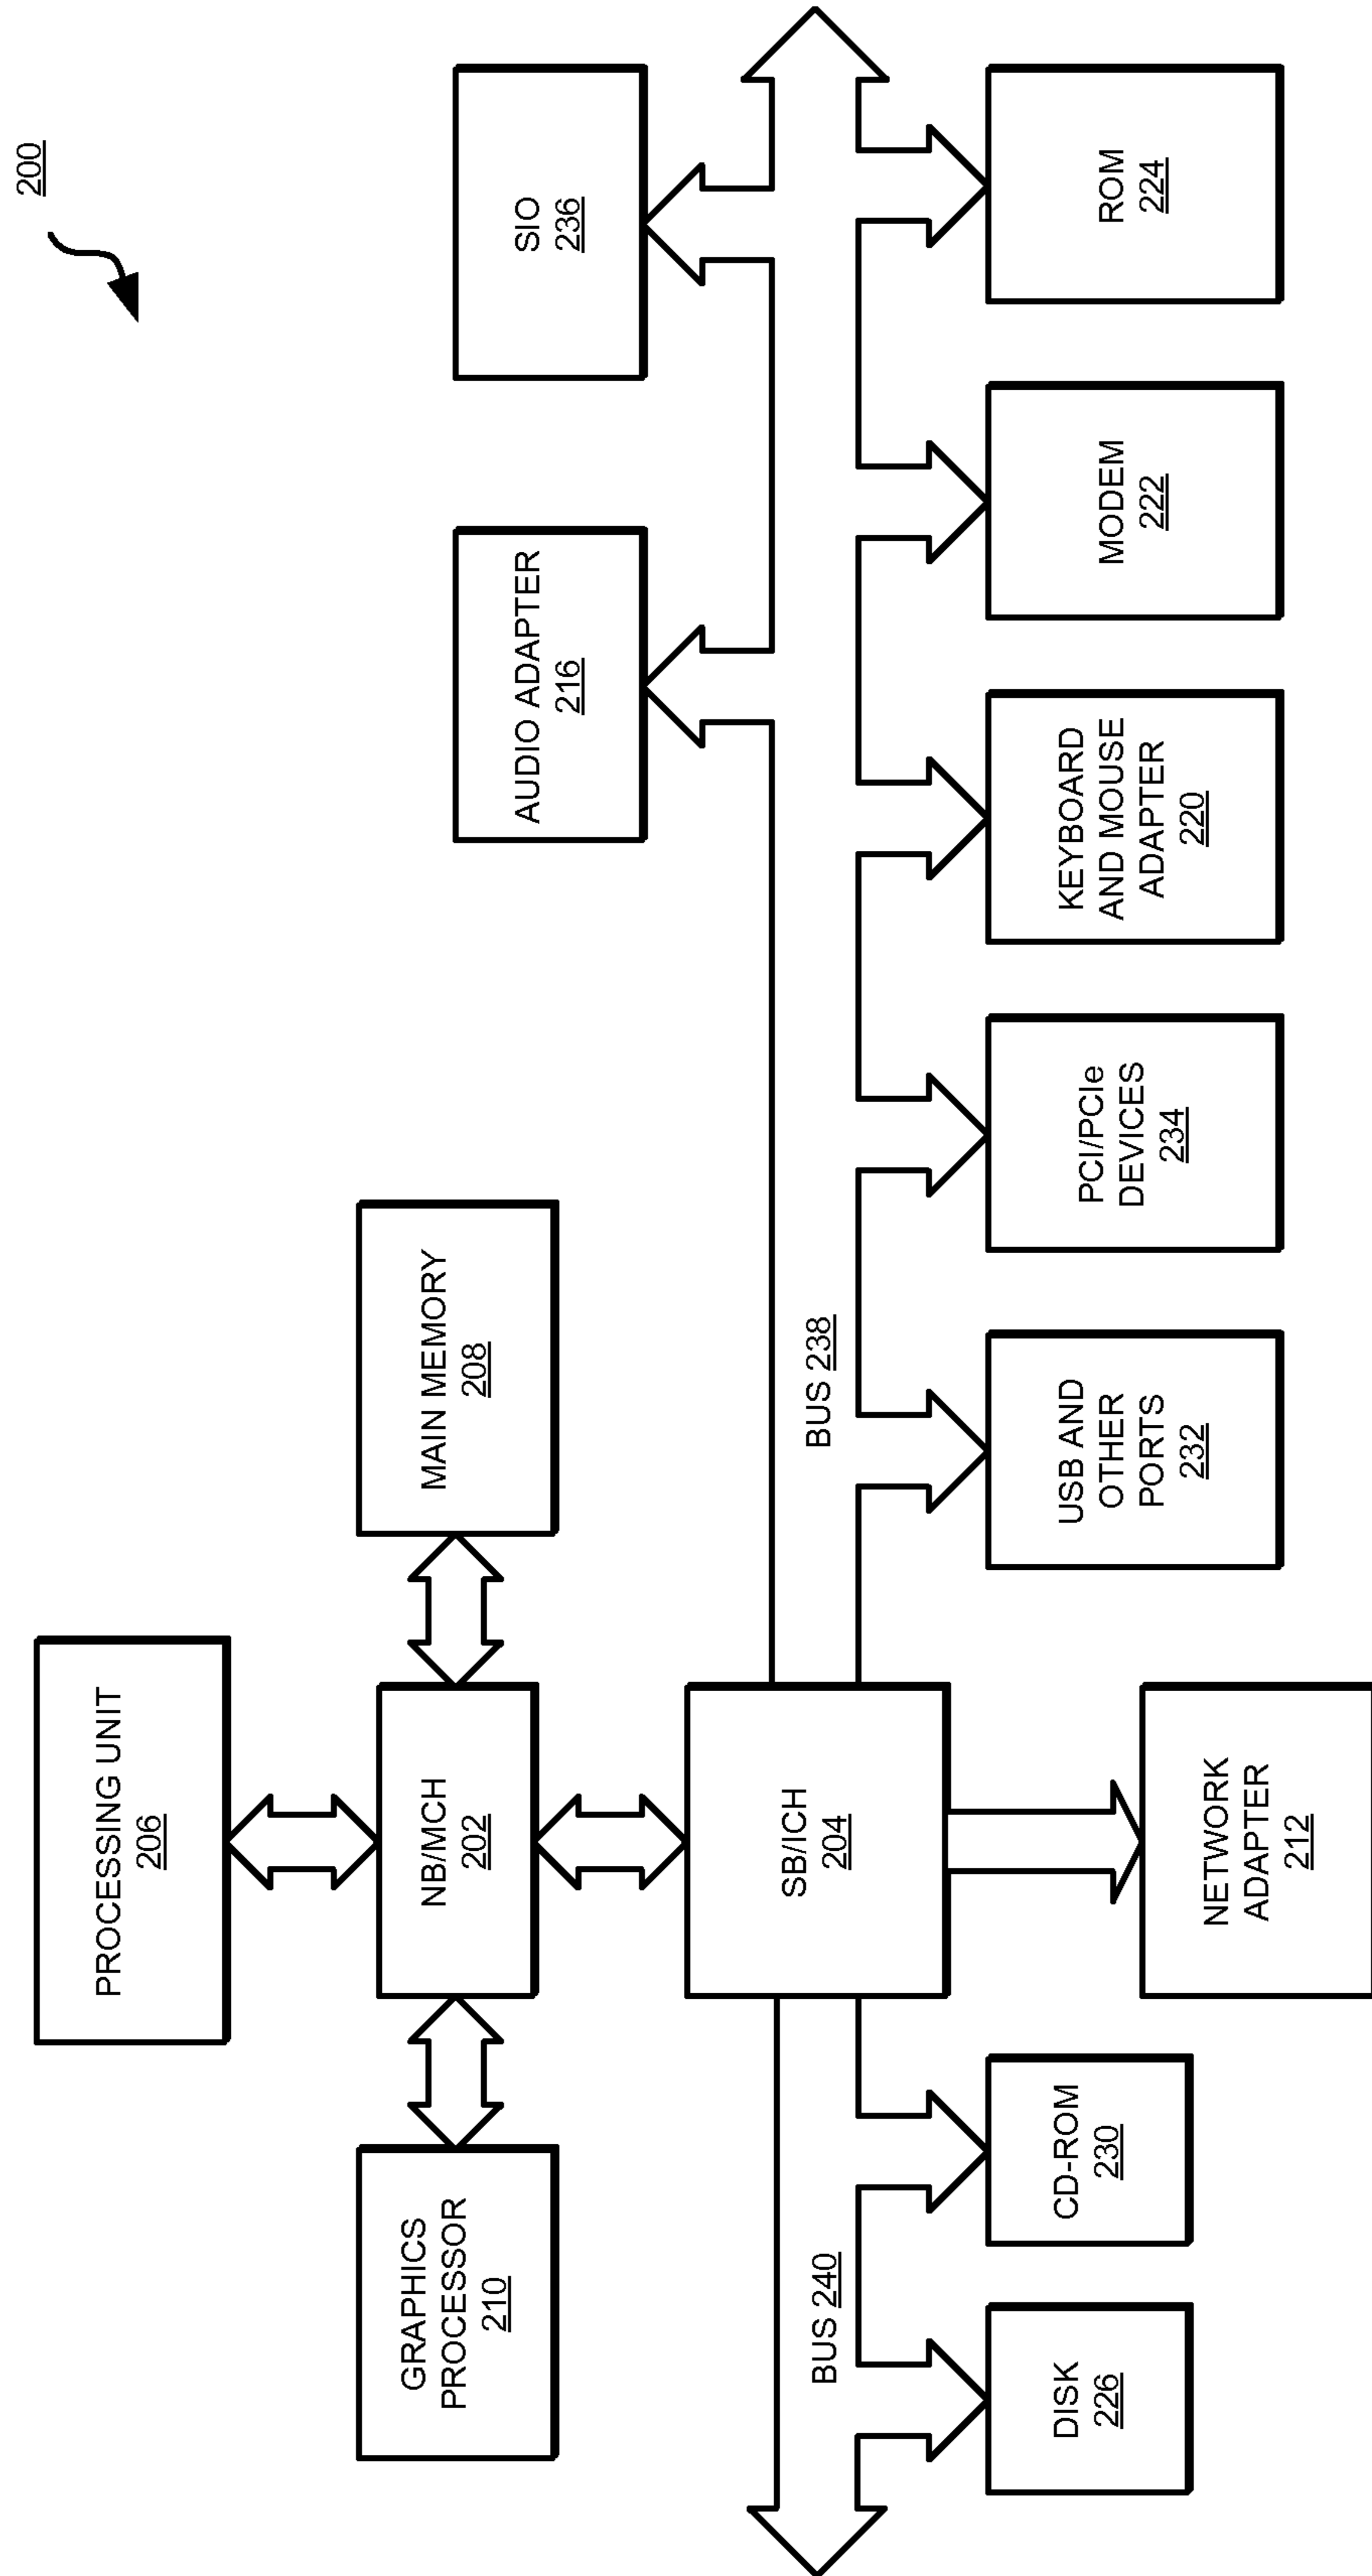 200
PROCESSING UNIT
206
GRAPHICS
PROCESSOR
210
NB/MCH
202
MAIN MEMORY
208
AUDIO ADAPTER
216
SIO
236
SB/ICH
204
BUS 240
BUS 238
DISK
226
CD-ROM
230
NETWORK
ADAPTER
212
USB AND
OTHER
PORTS
232
PCI/PCIe
DEVICES
234
KEYBOARD
AND MOUSE
ADAPTER
220
MODEM
222
ROM
224